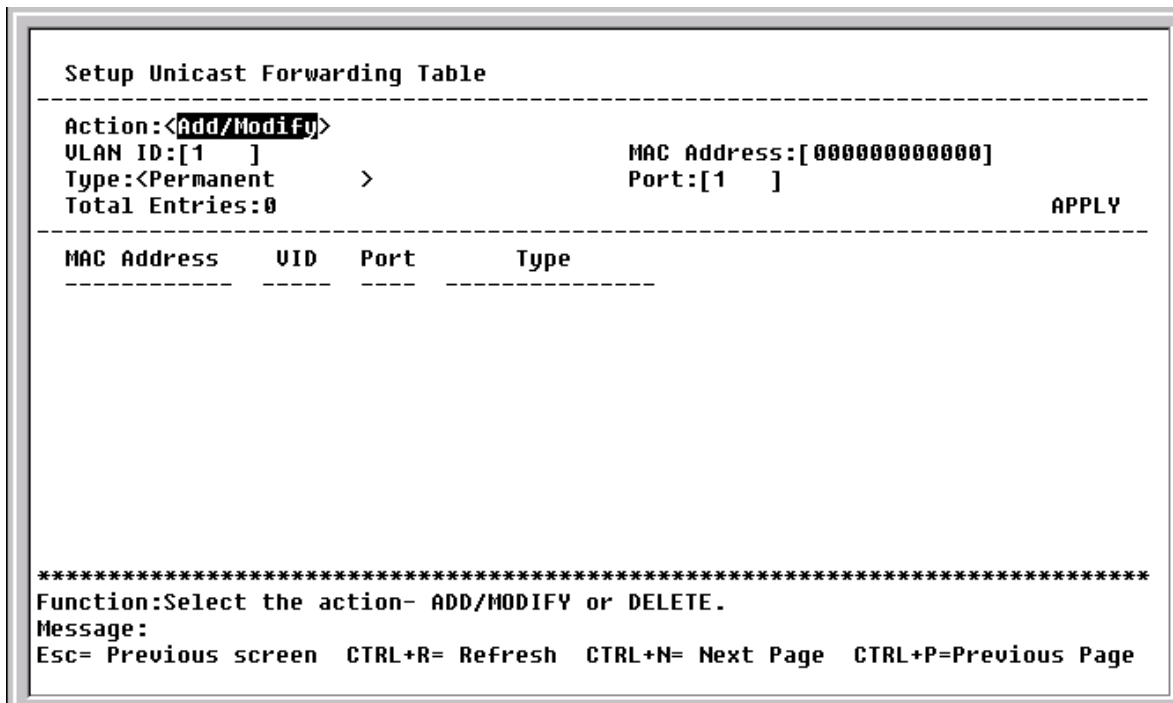 Setup Unicast Forwarding Table
--------------------------------------------------------------------------------
Action:<Add/Modify>
VLAN ID:[1   ]                          MAC Address:[000000000000]
Type:<Permanent      >                  Port:[1   ]
Total Entries:0                                                       APPLY
--------------------------------------------------------------------------------
MAC Address    VID   Port       Type
------------  -----  ----  ---------------
********************************************************************************
Function:Select the action- ADD/MODIFY or DELETE.
Message:
Esc= Previous screen  CTRL+R= Refresh  CTRL+N= Next Page  CTRL+P=Previous Page